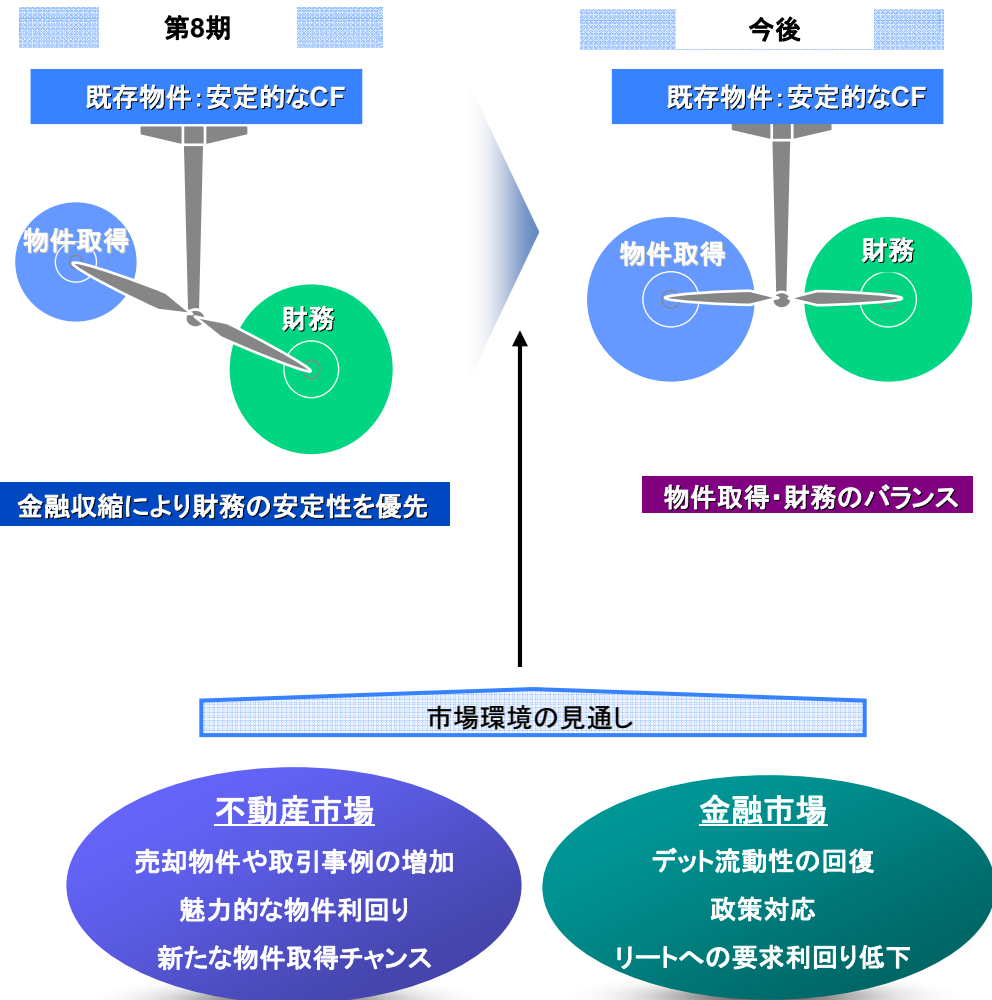 第8期
今後
既存物件：安定的なCF
既存物件：安定的なCF
物件取得
財務
物件取得
財務
金融収縮により財務の安定性を優先
物件取得・財務のバランス
市場環境の見通し
不動産市場
売却物件や取引事例の増加
魅力的な物件利回り
新たな物件取得チャンス
金融市場
デット流動性の回復
政策対応
リートへの要求利回り低下